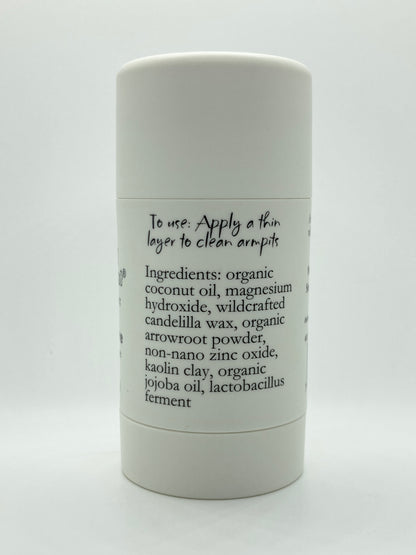 To use: Apply a thin
layer to clean armpits
Ingredients: organic
coconut oil, magnesium
hydroxide, wildcrafted
candelilla wax, organic
arrowroot powder,
non-nano zinc oxide,
kaolin clay, organic
jojoba oil, lactobacillus
ferment